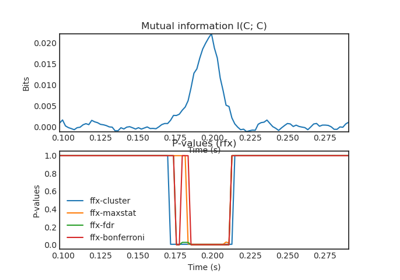 Mutual information I(C; C)
Bits
0.020
0.015
0.010
0.005
0.000
0.100 0.125 0.150 0.175 0.200 0.225 0.250 0.275
Time (s)
P-values (rfx)
P-values
1.0
0.8
0.6
0.4
0.2
0.0
ffx-cluster
ffx-maxstat
ffx-fdr
ffx-bonferroni
0.100 0.125 0.150 0.175 0.200 0.225 0.250 0.275
Time (s)